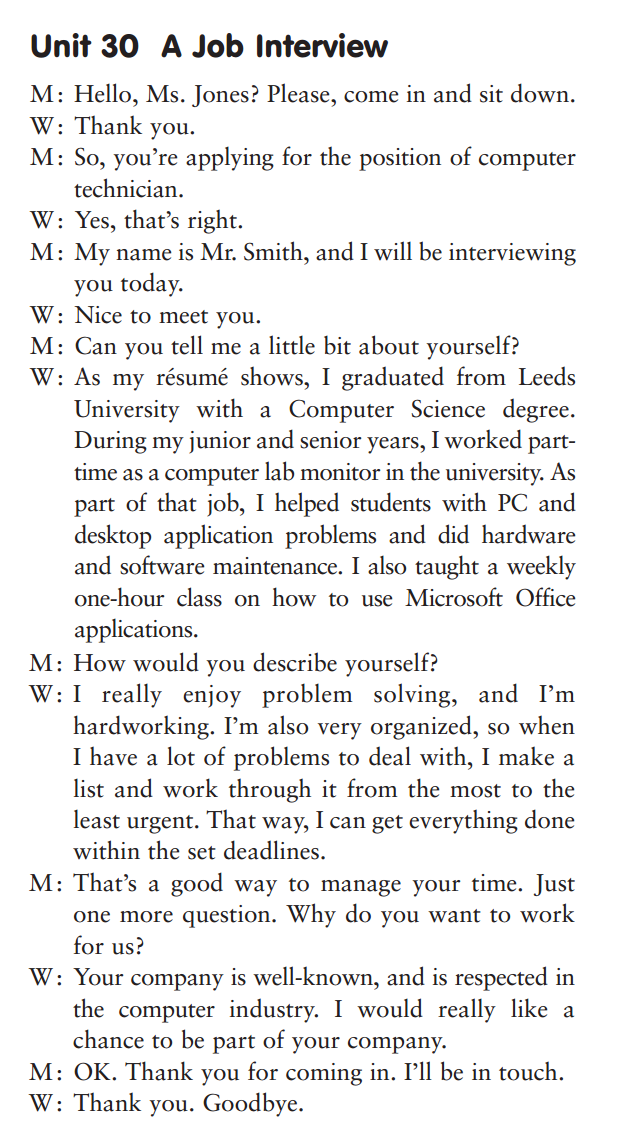 Unit 30 A Job Interview
M: Hello, Ms. Jones? Please, come in and sit down.
W: Thank you.
M: So, you're applying for the position of computer
technician.
W: Yes, that's right.
M: My name is Mr. Smith, and I will be interviewing
you today.
W: Nice to meet you.
M: Can you tell me a little bit about yourself?
W: As my résumé shows, I graduated from Leeds
University with a Computer Science degree.
During my junior and senior years, I worked part-
time as a computer lab monitor in the university. As
part of that job, I helped students with PC and
desktop application problems and did hardware
and software maintenance. I also taught a weekly
one-hour class on how to use Microsoft Office
applications.
M: How would you describe yourself?
W: I really enjoy problem solving, and I'm
hardworking. I'm also very organized, so when
I have a lot of problems to deal with, I make a
list and work through it from the most to the
least urgent. That way, I can get everything done
within the set deadlines.
M: That's a good way to manage your time. Just
one more question. Why do you want to work
for us?
W: Your company is well-known, and is respected in
the computer industry. I would really like a
chance to be part of your company.
M: OK. Thank you for coming in. I'll be in touch.
W: Thank you. Goodbye.